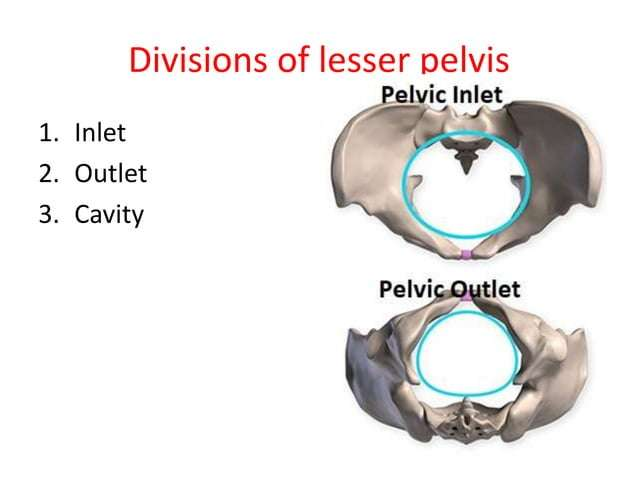 Divisions of lesser pelvis
1. Inlet
2. Outlet
3. Cavity
Pelvic Inlet
Pelvic Outlet